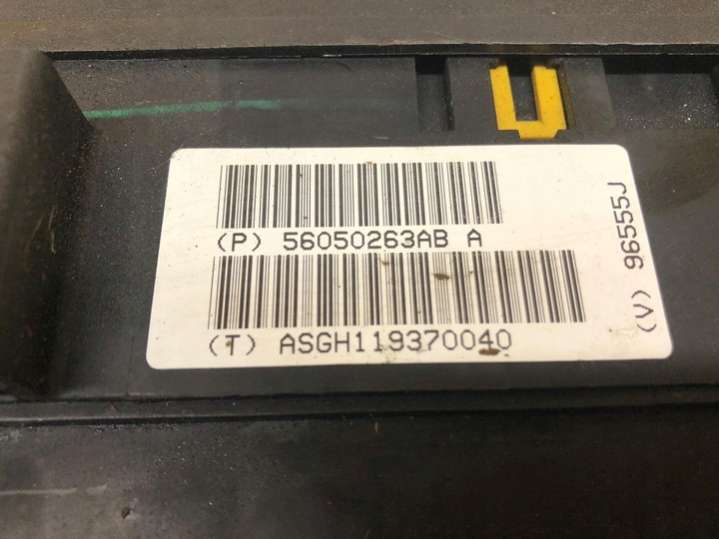 (P) 56050263AB A
(T) ASGH119370040
(V) 96555J